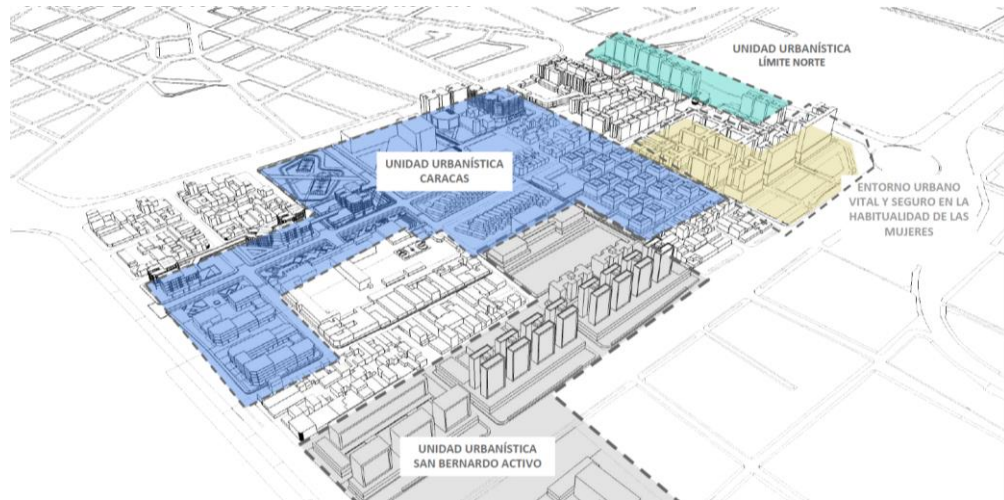 UNIDAD URBANÍSTICA
LÍMITE NORTE
UNIDAD URBANÍSTICA
CARACAS
ENTORNO URBANO
VITAL Y SEGURO EN LA
HABITUALIDAD DE LAS
MUJERES
UNIDAD URBANÍSTICA
SAN BERNARDO ACTIVO